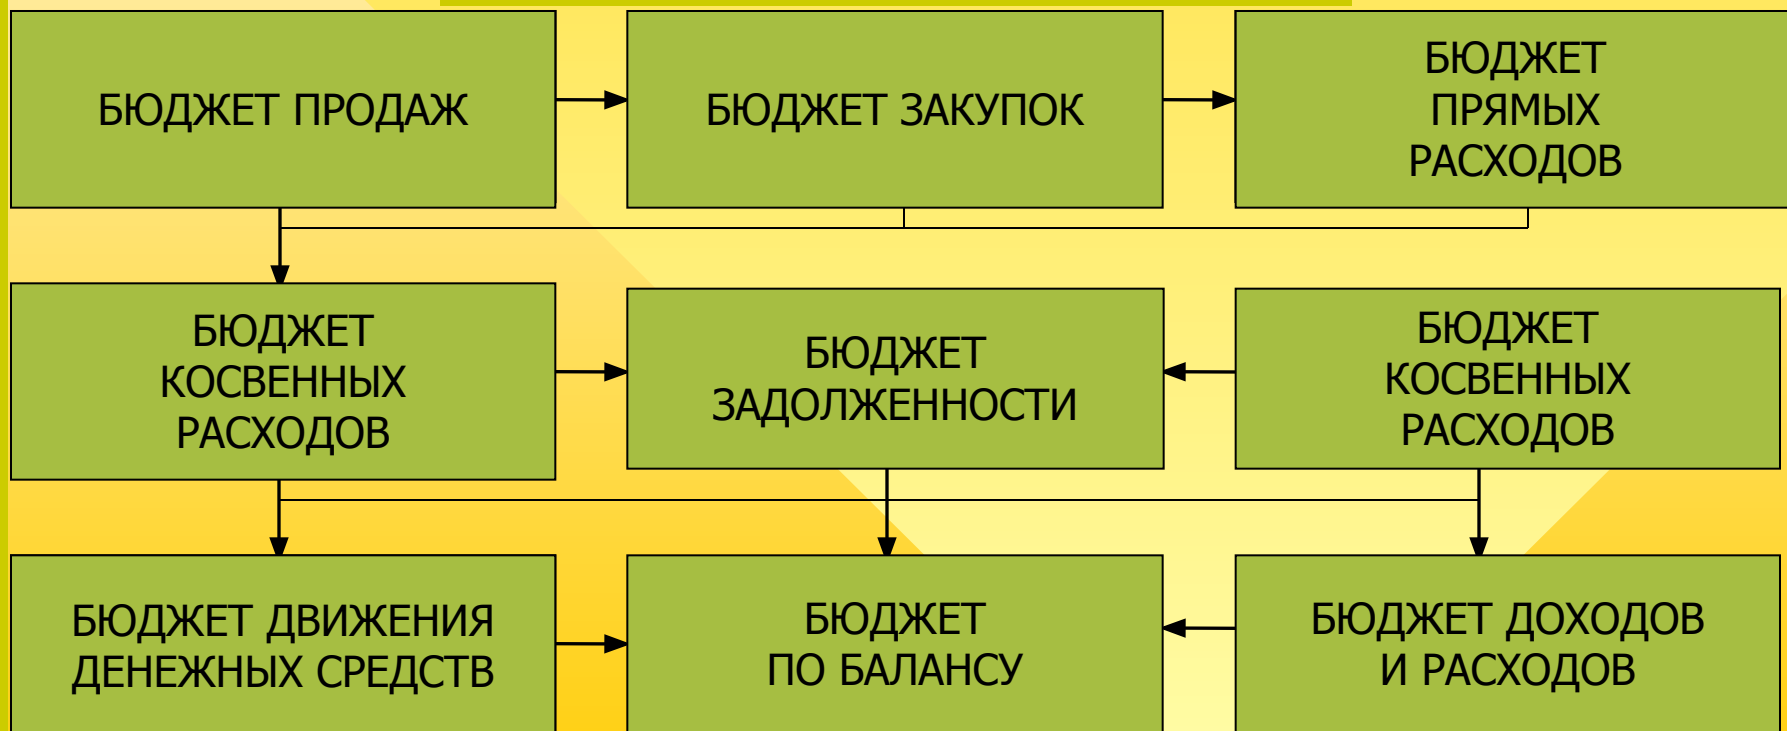 БЮДЖЕТ ПРОДАЖ
БЮДЖЕТ ЗАКУПОК
БЮДЖЕТ
ПРЯМЫХ
РАСХОДОВ
БЮДЖЕТ
КОСВЕННЫХ
РАСХОДОВ
БЮДЖЕТ
ЗАДОЛЖЕННОСТИ
БЮДЖЕТ
КОСВЕННЫХ
РАСХОДОВ
БЮДЖЕТ ДВИЖЕНИЯ
ДЕНЕЖНЫХ СРЕДСТВ
БЮДЖЕТ
ПО БАЛАНСУ
БЮДЖЕТ ДОХОДОВ
И РАСХОДОВ